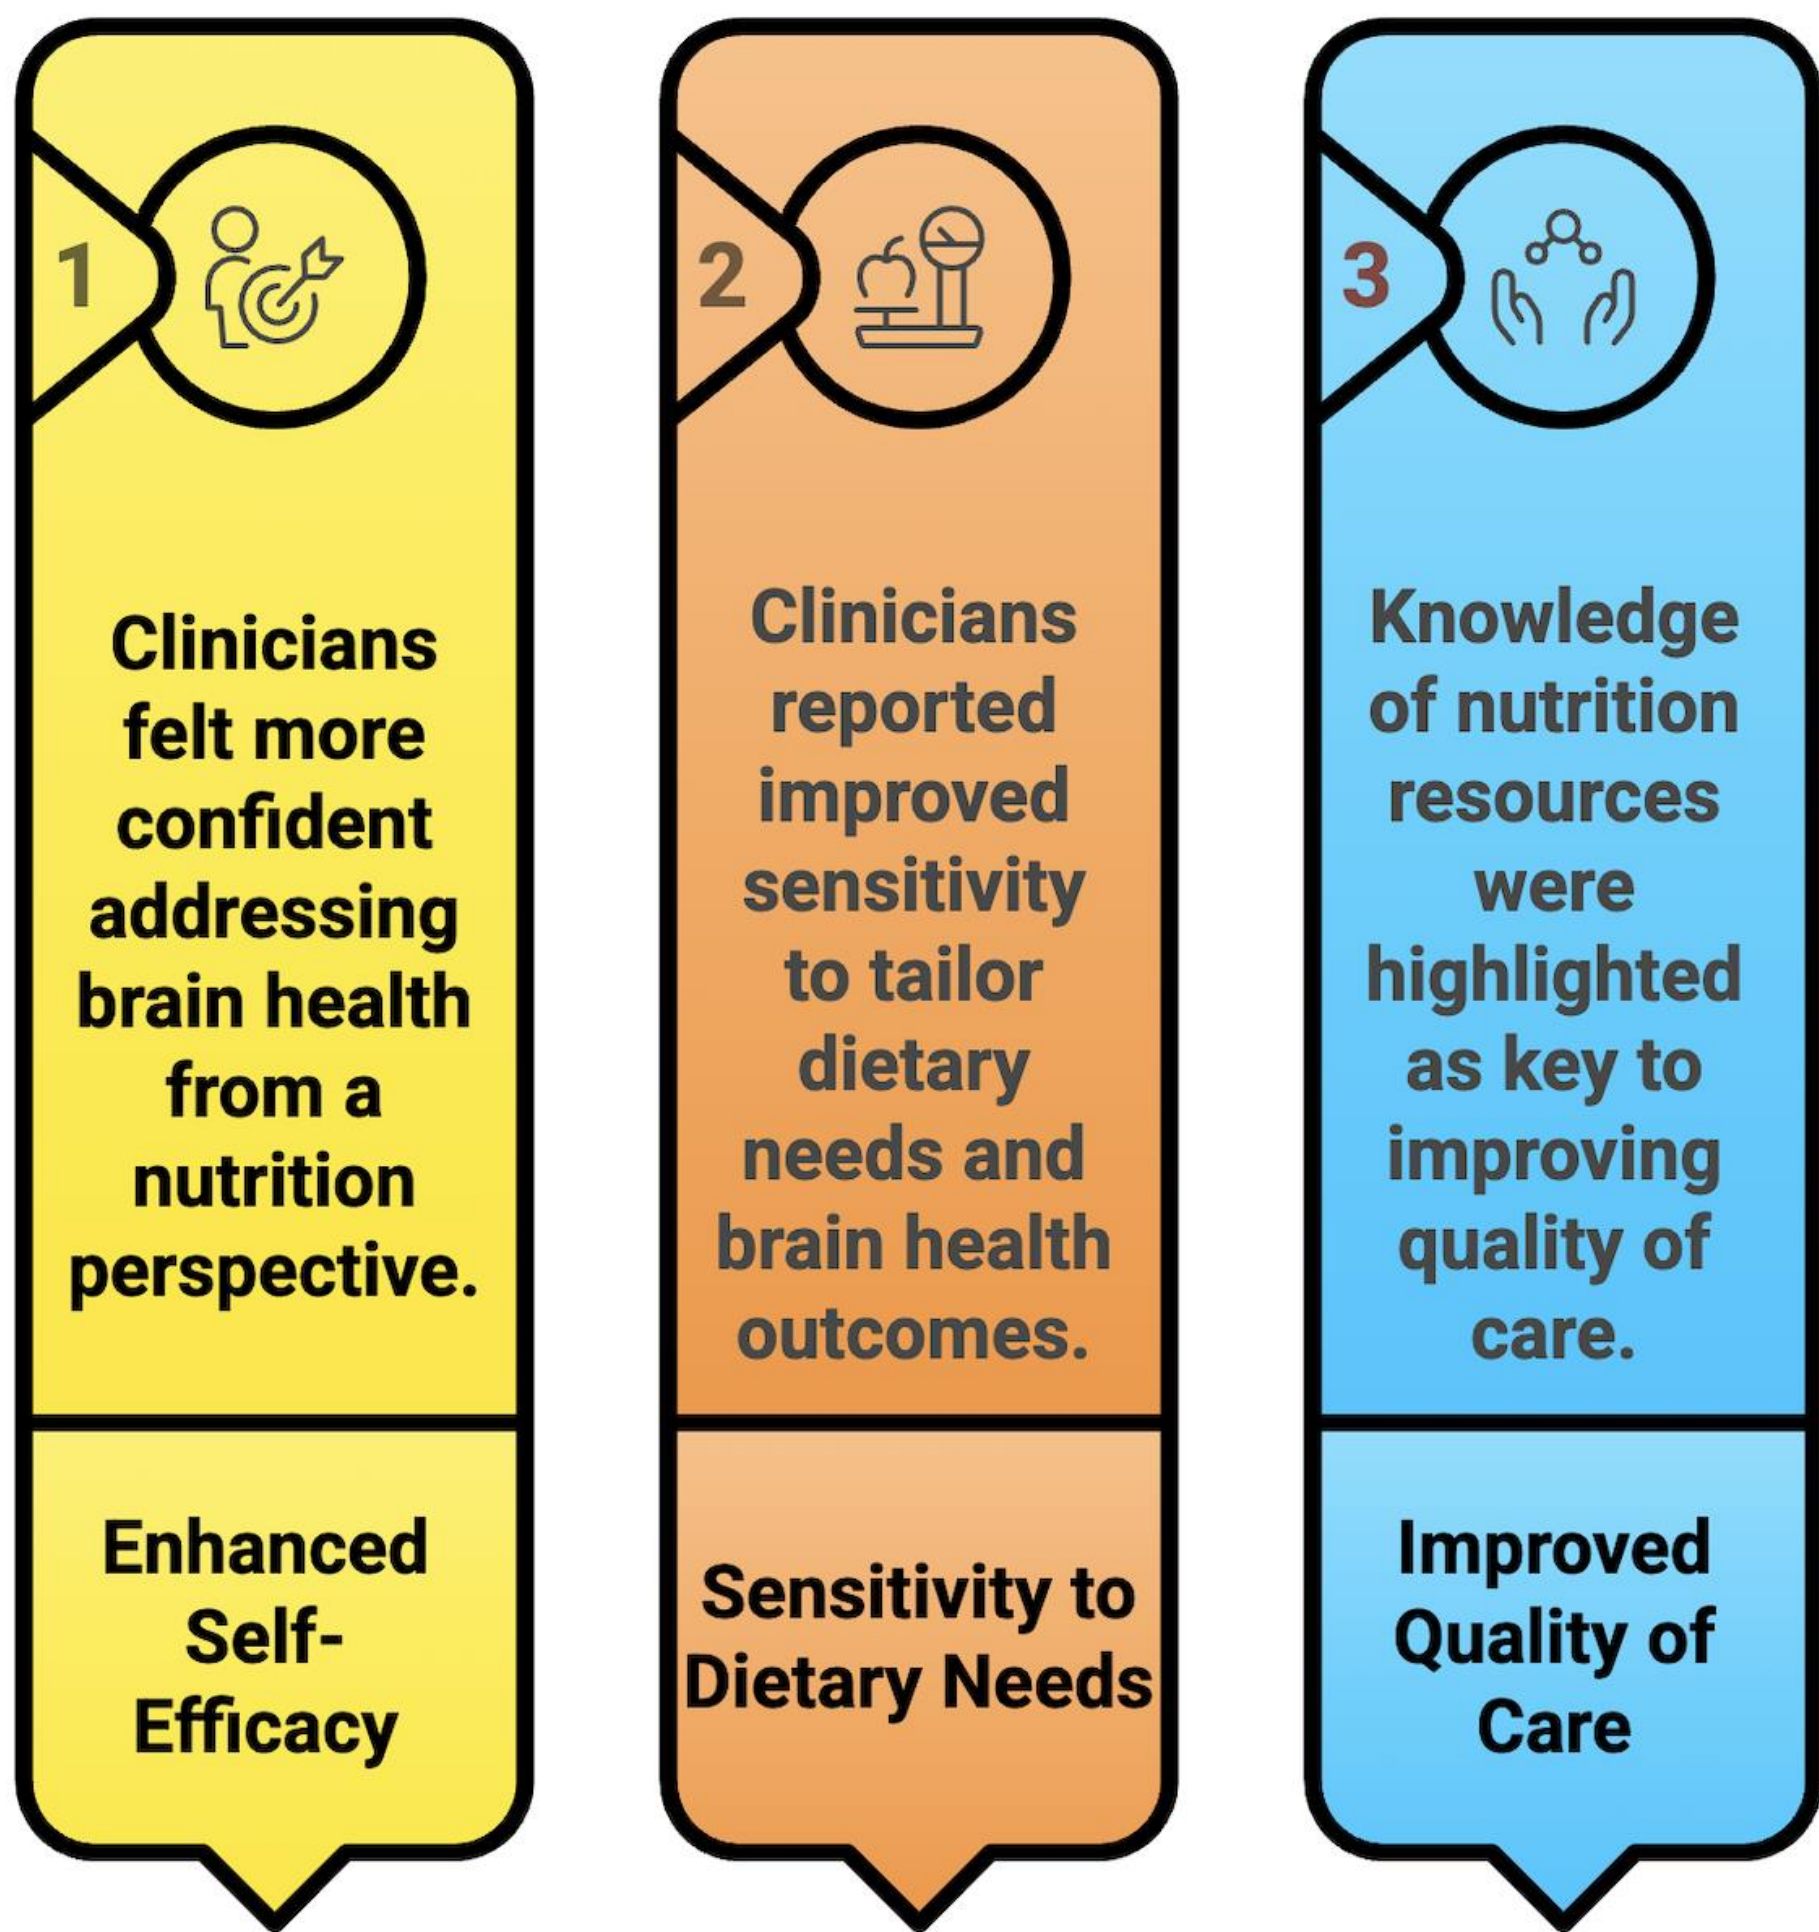 1
Clinicians
felt more
confident
addressing
brain health
from a
nutrition
perspective.
Enhanced
Self-
Efficacy
2
Clinicians
reported
improved
sensitivity
to tailor
dietary
needs and
brain health
outcomes.
Sensitivity to
Dietary Needs
3
Knowledge
of nutrition
resources
were
highlighted
as key to
improving
quality of
care.
Improved
Quality of
Care